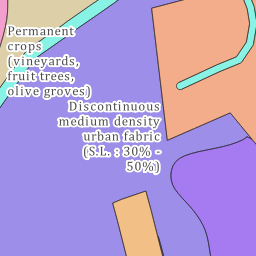 Permanent
crops
(vineyards,
fruit trees,
olive groves)
Discontinuous
medium density
urban fabric
(S.L. : 30% -
50%)